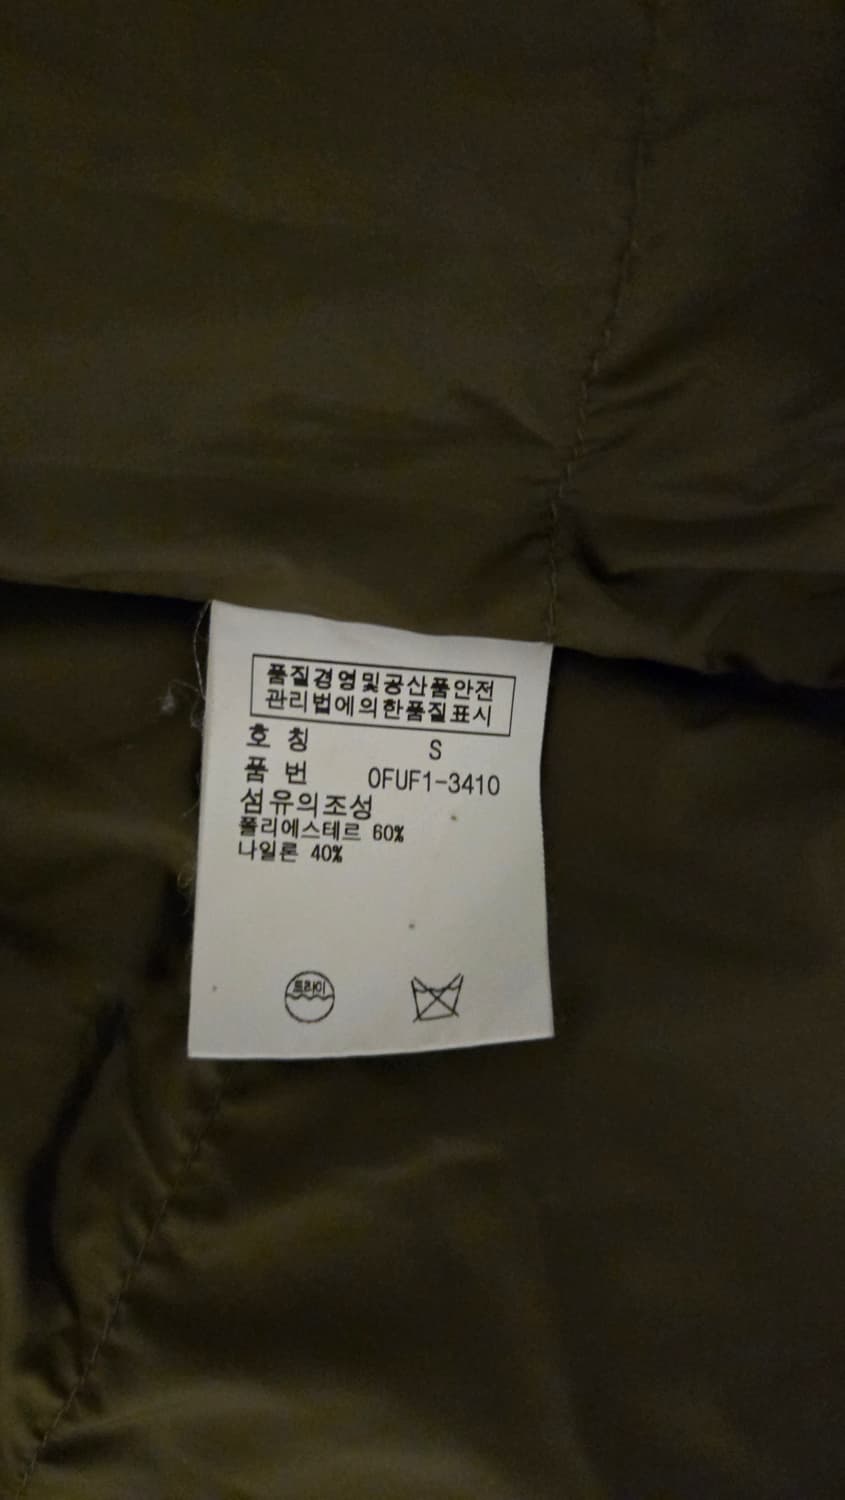 품질경영및공산품안전
관리법에의한품질표시
호 칭 S
품 번 0FUF1-3410
섬유의조성
폴리에스테르 60%
나일론 40%
드라이